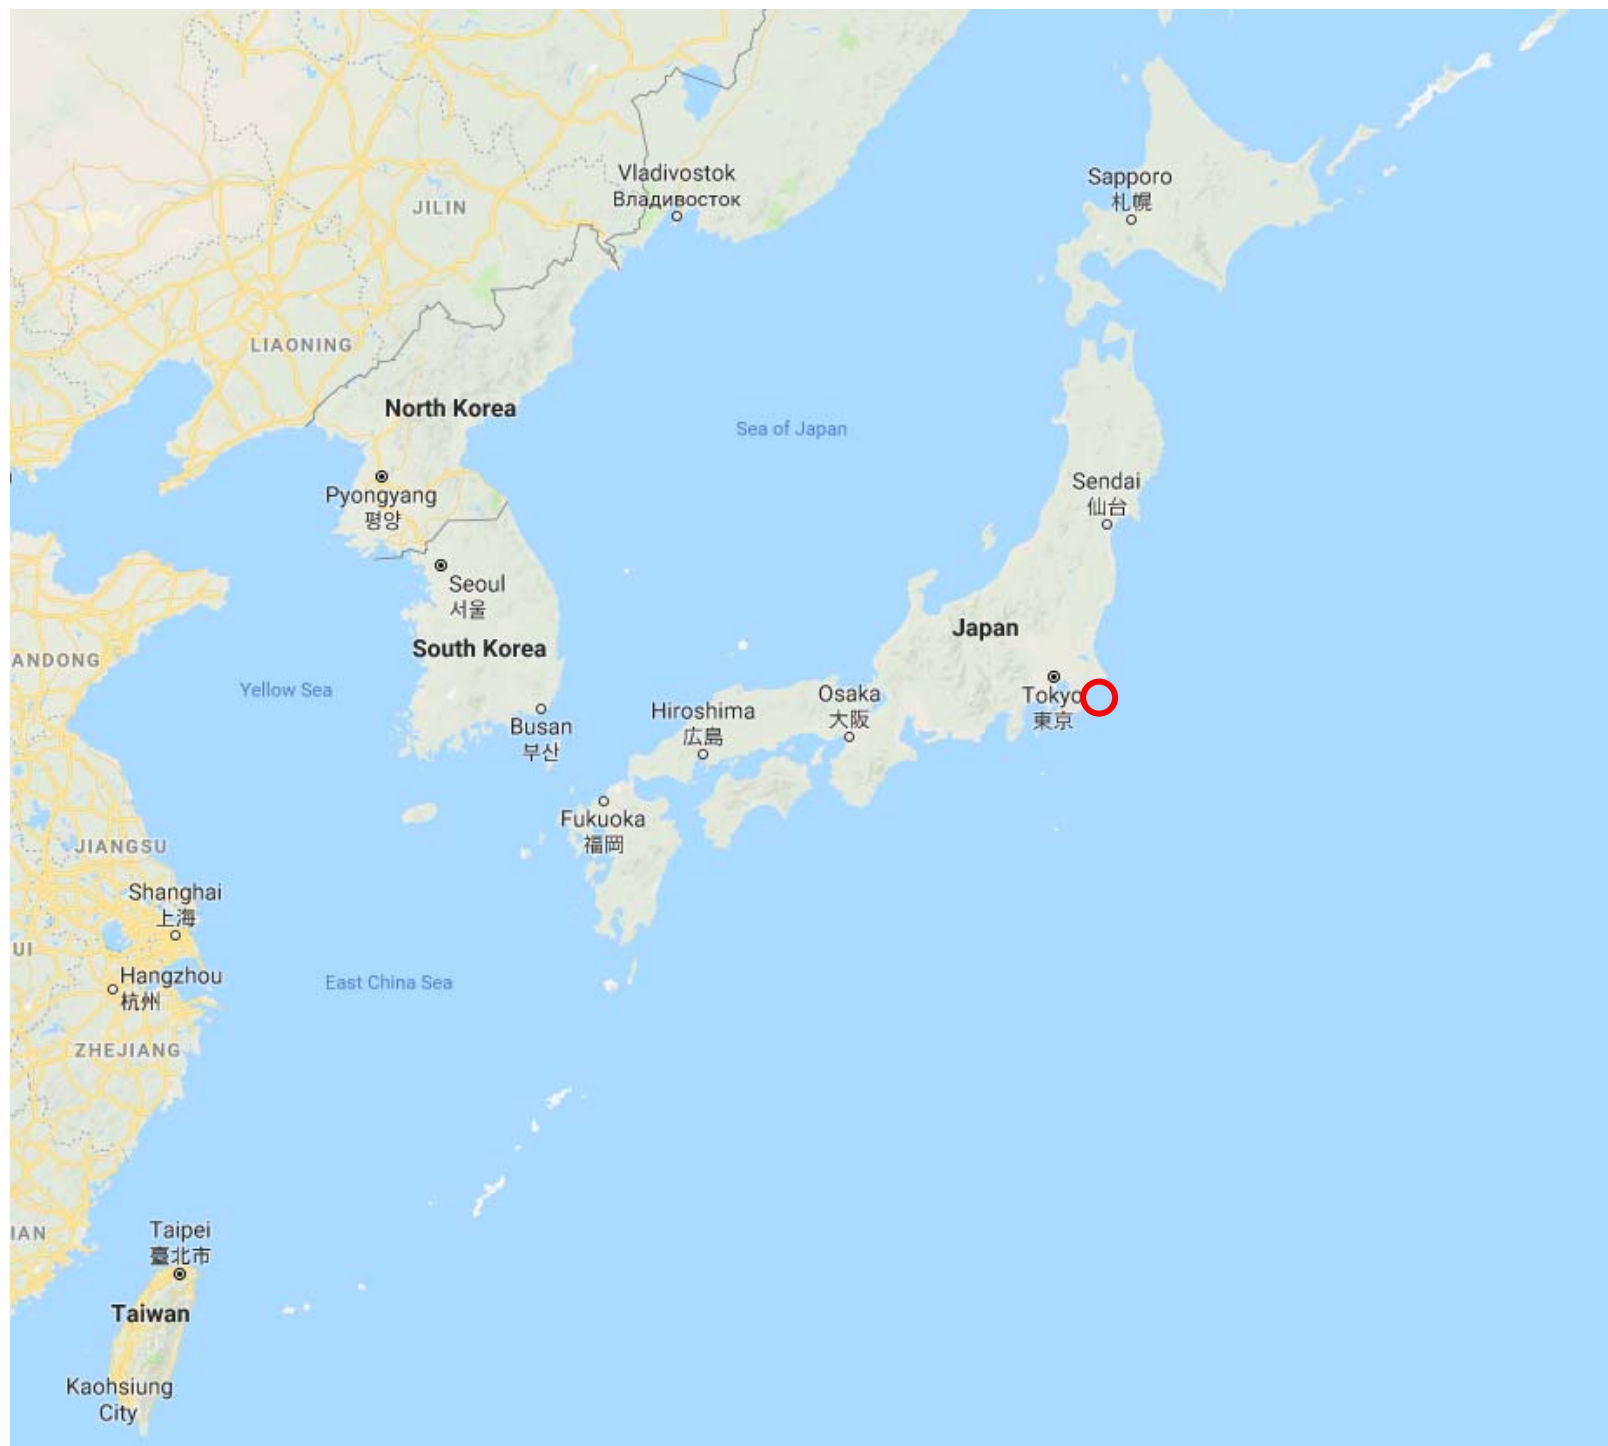 Vladivostok
Владивосток
Sapporo
札幌
JILIN
LIAONING
North Korea
Sea of Japan
Pyongyang
평양
Sendai
仙台
Seoul
서울
South Korea
Japan
ANDONG
Yellow Sea
Tokyo
東京
Osaka
大阪
Hiroshima
広島
Busan
부산
Fukuoka
福岡
JIANGSU
Shanghai
上海
UI
Hangzhou
杭州
East China Sea
ZHEJIANG
IAN
Taipei
臺北市
Taiwan
Kaohsiung
City